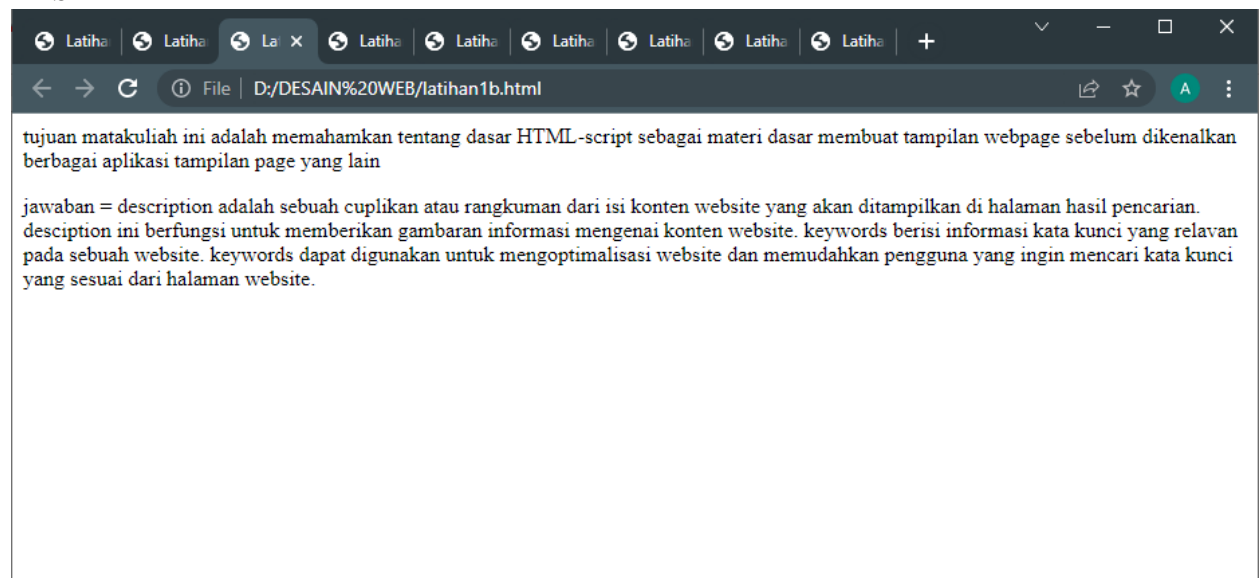 Latiha Latiha Lat Latiha Latiha Latiha Latiha Latiha Latiha
File D:/DESAIN%20WEB/latihan1b.html A
tujuan matakuliah ini adalah memahamkan tentang dasar HTML-script sebagai materi dasar membuat tampilan webpage sebelum dikenalkan
berbagai aplikasi tampilan page yang lain
jawaban = description adalah sebuah cuplikan atau rangkuman dari isi konten website yang akan ditampilkan di halaman hasil pencarian.
desciption ini berfungsi untuk memberikan gambaran informasi mengenai konten website. keywords berisi informasi kata kunci yang relavan
pada sebuah website. keywords dapat digunakan untuk mengoptimalisasi website dan memudahkan pengguna yang ingin mencari kata kunci
yang sesuai dari halaman website.